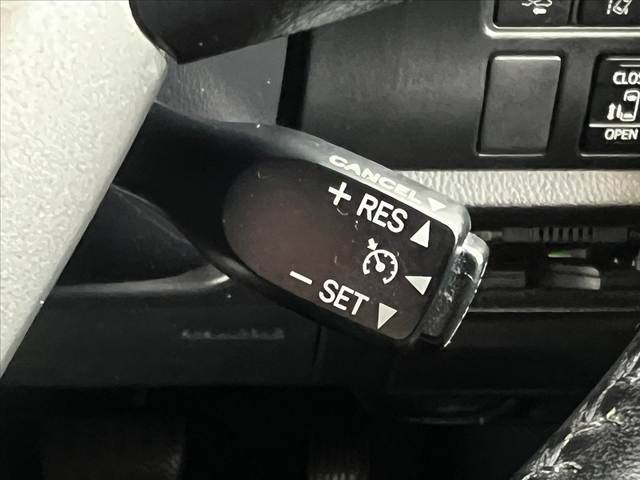 CANCEL
+ RES
- SET
CLOS
OPEN